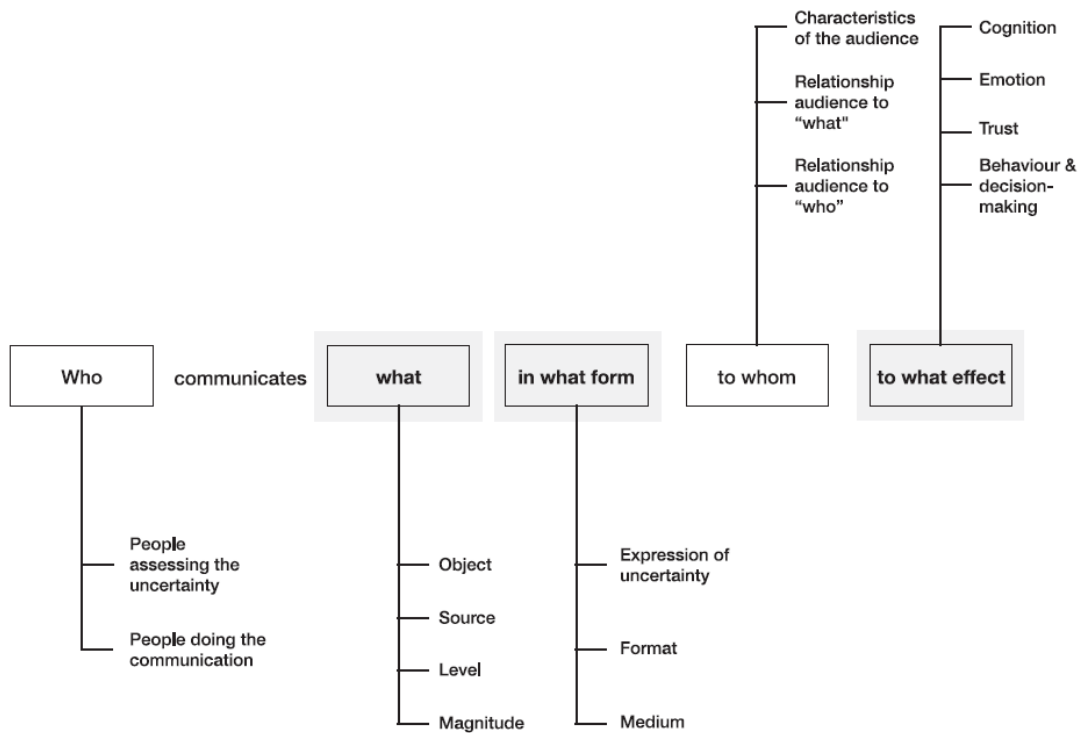 Characteristics
of the audience
Relationship
audience to
“what"
Relationship
audience to
“who”
Cognition
Emotion
Trust
Behaviour &
decision-
making
Who
communicates
what
in what form
to whom
to what effect
People
assessing the
uncertainty
People doing the
communication
Object
Source
Level
Magnitude
Expression of
uncertainty
Format
Medium